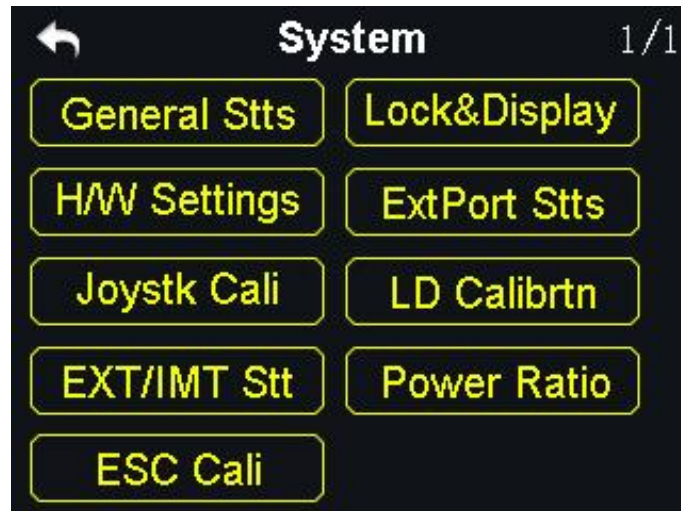 System 1/1
General Stts Lock&Display
H/W Settings ExtPort Stts
Joystk Cali LD Calibrtn
EXT/IMT Stt Power Ratio
ESC Cali